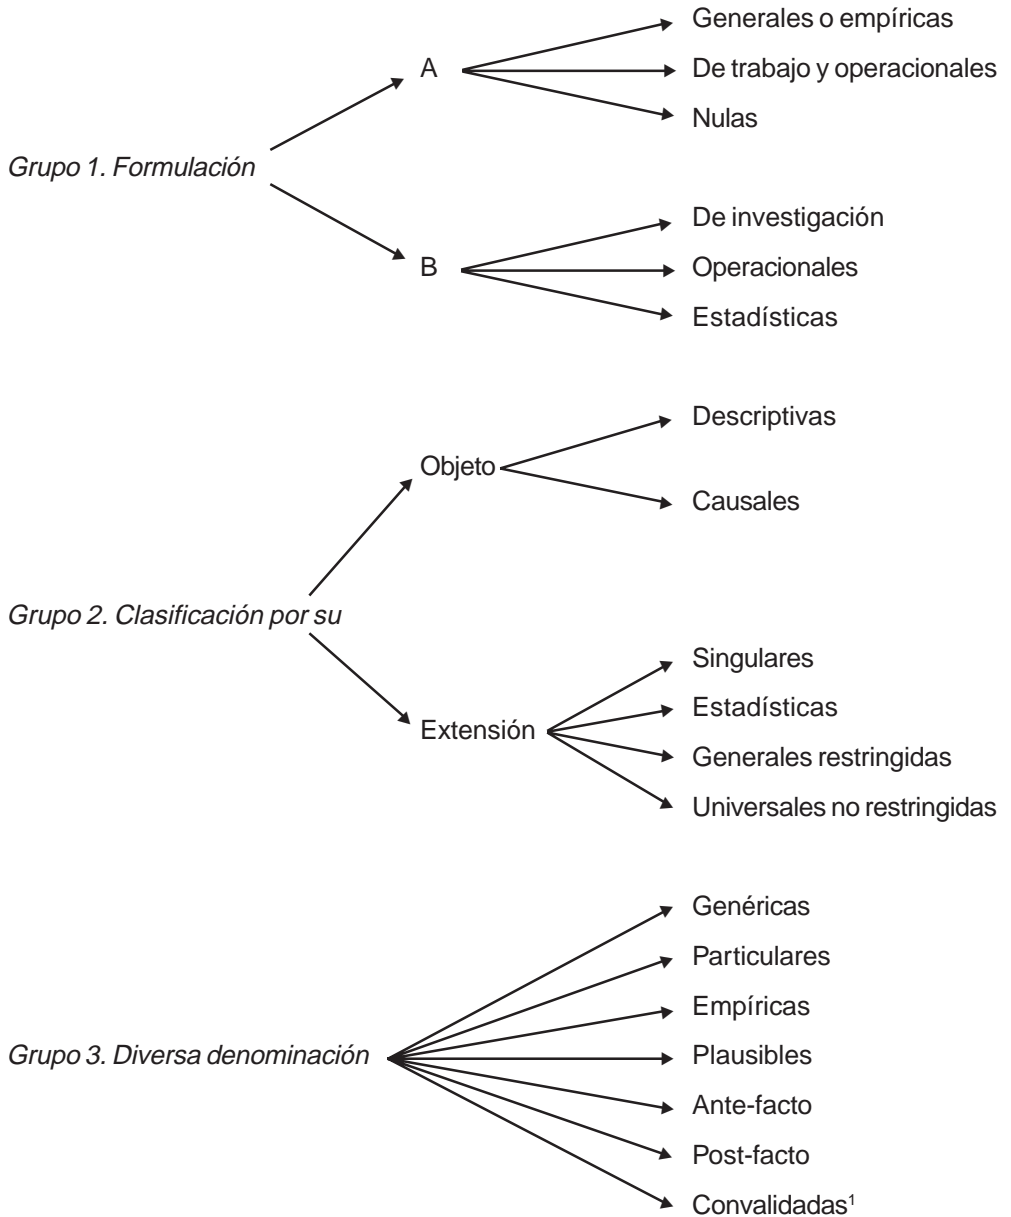 Generales o empíricas
A
De trabajo y operacionales
Nulas
Grupo 1. Formulación
De investigación
B
Operacionales
Estadísticas
Descriptivas
Objeto
Causales
Grupo 2. Clasificación por su
Singulares
Estadísticas
Extensión
Generales restringidas
Universales no restringidas
Genéricas
Particulares
Empíricas
Grupo 3. Diversa denominación
Plausibles
Ante-facto
Post-facto
Convalidadas¹